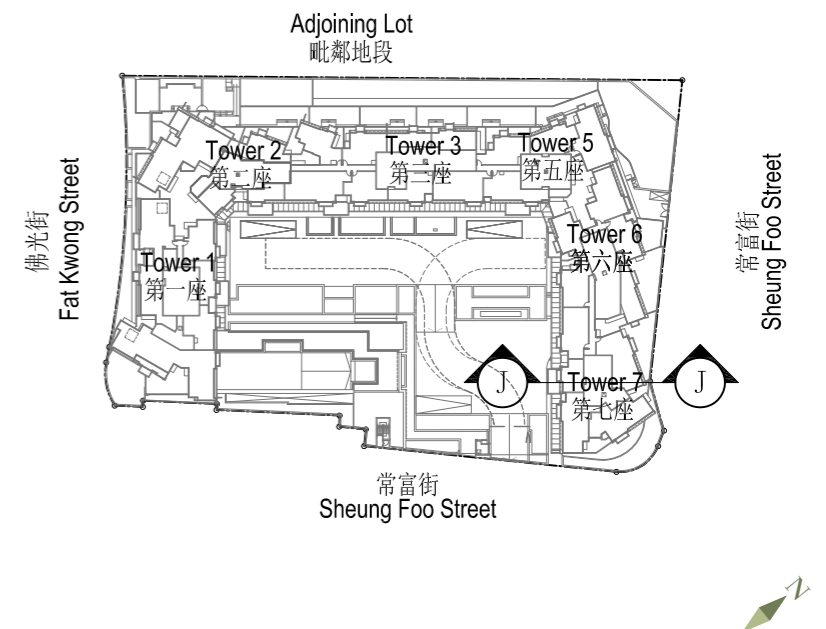 Adjoining Lot
毗鄰地段
Tower 2
第二座
Tower 3
第三座
Tower 5
第五座
佛光街
Fat Kwong Street
Tower 1
第一座
Tower 6
第六座
常富街
Sheung Foo Street
J
Tower 7
第七座
J
常富街
Sheung Foo Street
N